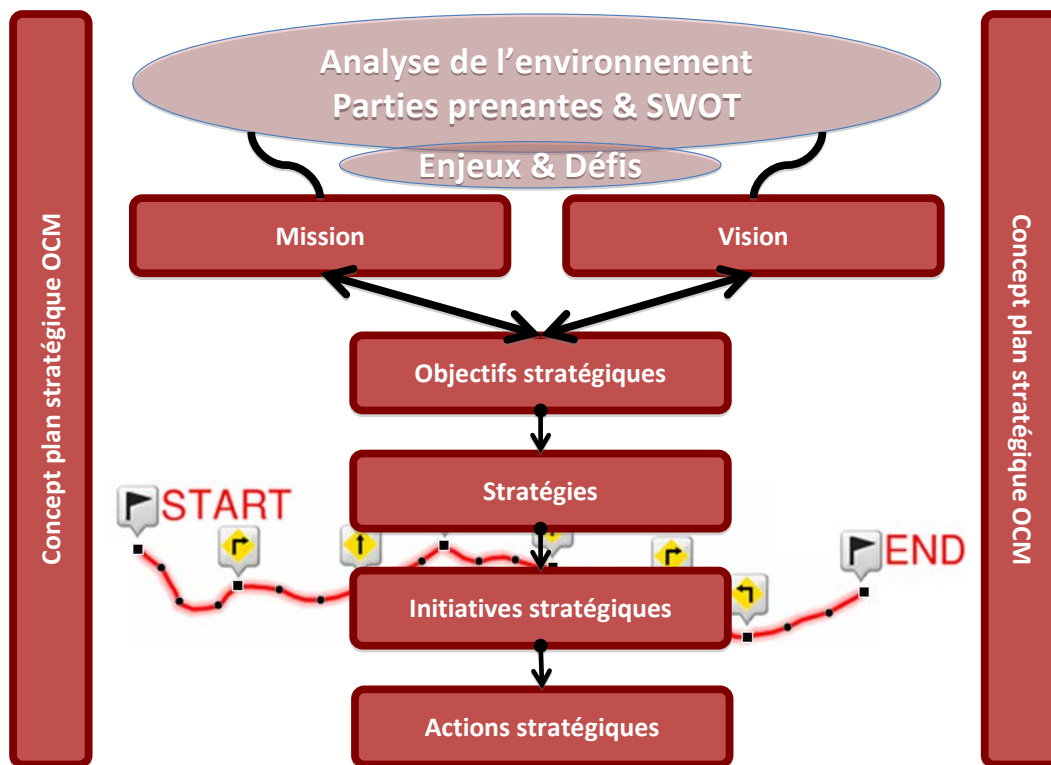 Concept plan stratégique OCM
Analyse de l’environnement
Parties prenantes & SWOT
Enjeux & Défis
Mission
Vision
Objectifs stratégiques
Stratégies
START
END
Initiatives stratégiques
Actions stratégiques
Concept plan stratégique OCM